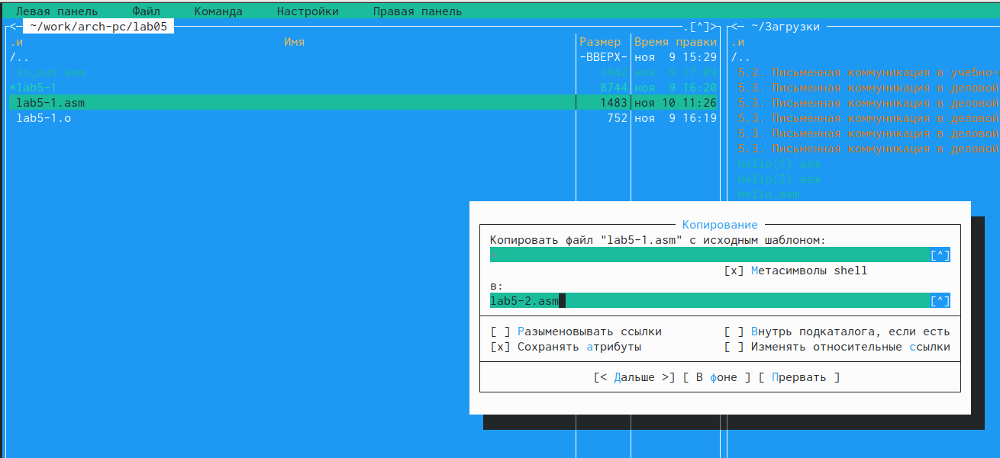 Левая панель Файл Команда Настройки Правая панель
<— ~/work/arch-pc/lab05 .[^]>
.и Имя Размер Время правки
/.. -ВВЕРХ- ноя 9 15:29
in_out.asm 3942 ноя 9 17:09
*lab5-1 8744 ноя 9 16:20
lab5-1.asm 1483 ноя 10 11:26
lab5-1.o 752 ноя 9 16:19
<— ~/Загрузки
.и
/..
5.2. Письменная коммуникация в учебно-
5.3. Письменная коммуникация в деловой
5.3. Письменная коммуникация в деловой
5.3. Письменная коммуникация в деловой
5.3. Письменная коммуникация в деловой
5.3. Письменная коммуникация в деловой
hello(1).asm
hello(2).asm
hello.asm
Копирование
Копировать файл "lab5-1.asm" с исходным шаблоном:
* [^]
[x] Метасимволы shell
в:
lab5-2.asm [^]
[ ] Разыменовывать ссылки [ ] Внутрь подкаталога, если есть
[x] Сохранять атрибуты [ ] Изменять относительные ссылки
[< Дальше >] [ В фоне ] [ Прервать ]